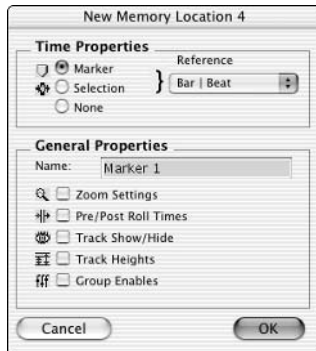 New Memory Location 4
Time Properties
Marker
Selection
None
Reference
Bar | Beat
General Properties
Name: Marker 1
Zoom Settings
Pre/Post Roll Times
Track Show/Hide
Track Heights
Group Enables
Cancel OK